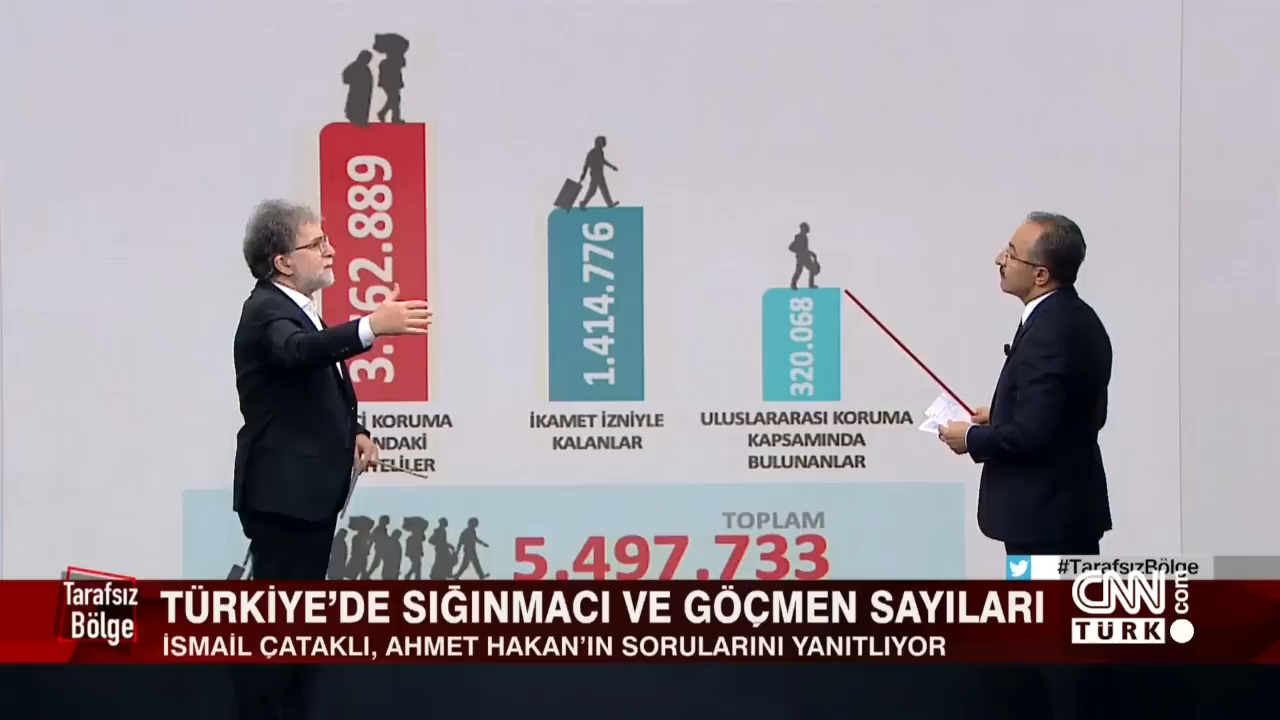 889
1.414.776
320.068
KORUMA
İKAMET İZNİYLE
KALANLAR
ULUSLARARASI KORUMA
KAPSAMINDA
BULUNANLAR
TOPLAM
5.497.733
#TarafsızBölge
Tarafsız
Bölge
TÜRKİYE'DE SIĞINMACI VE GÖÇMEN SAYILARI
İSMAİL ÇATAKLI, AHMET HAKAN'IN SORULARINI YANITLIYOR
CNN
TÜRK
.com